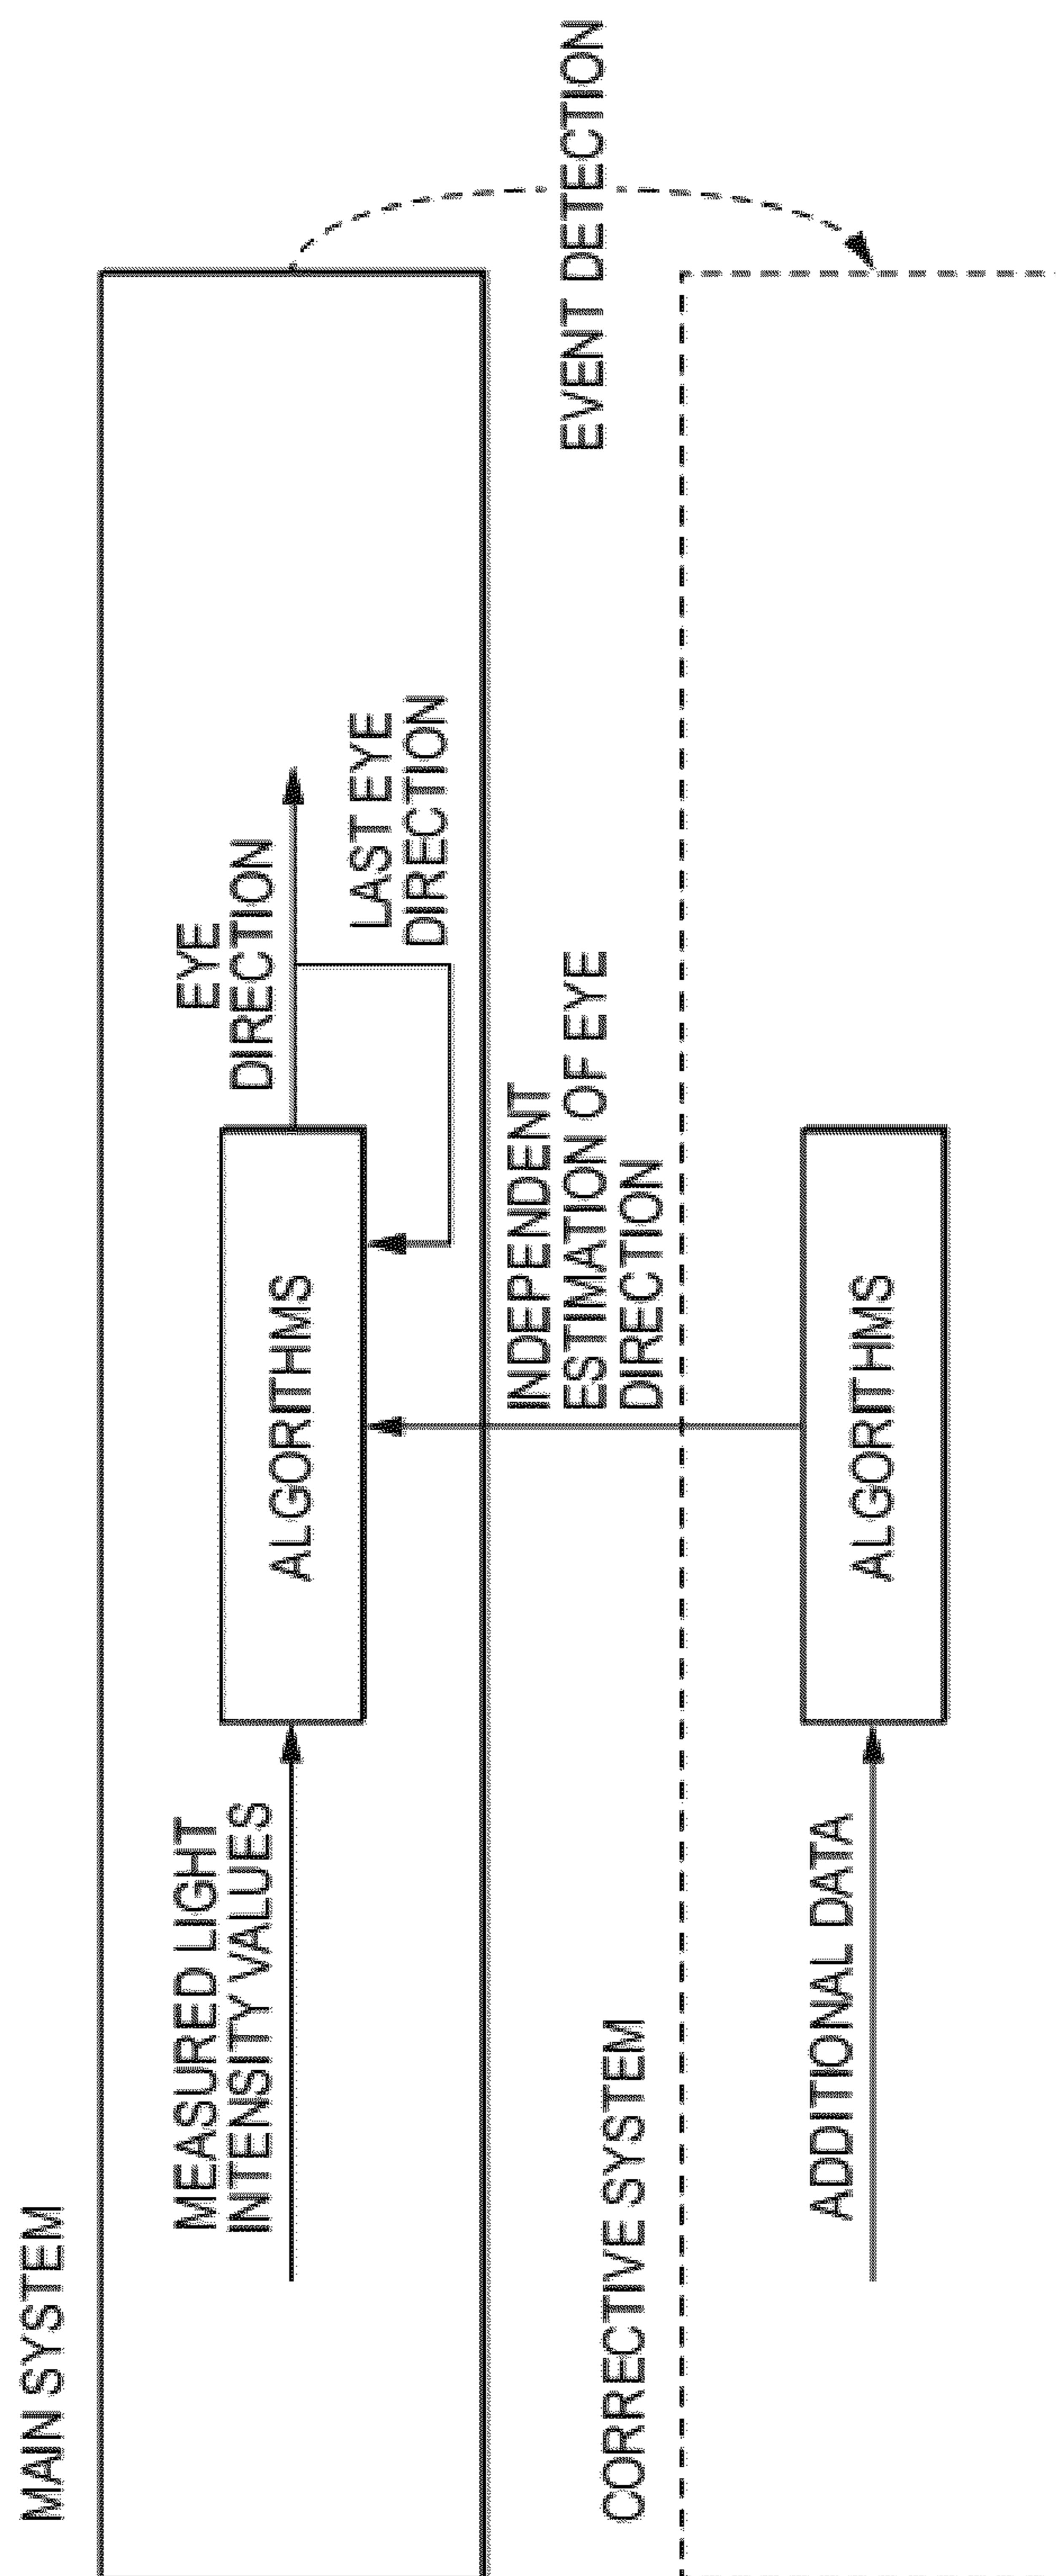 MAIN SYSTEM
MEASURED LIGHT
INTENSITY VALUES
ALGORITHMS
EYE
DIRECTION
LAST EYE
DIRECTION
INDEPENDENT
ESTIMATION OF EYE
DIRECTION
EVENT DETECTION
CORRECTIVE SYSTEM
ADDITIONAL DATA
ALGORITHMS